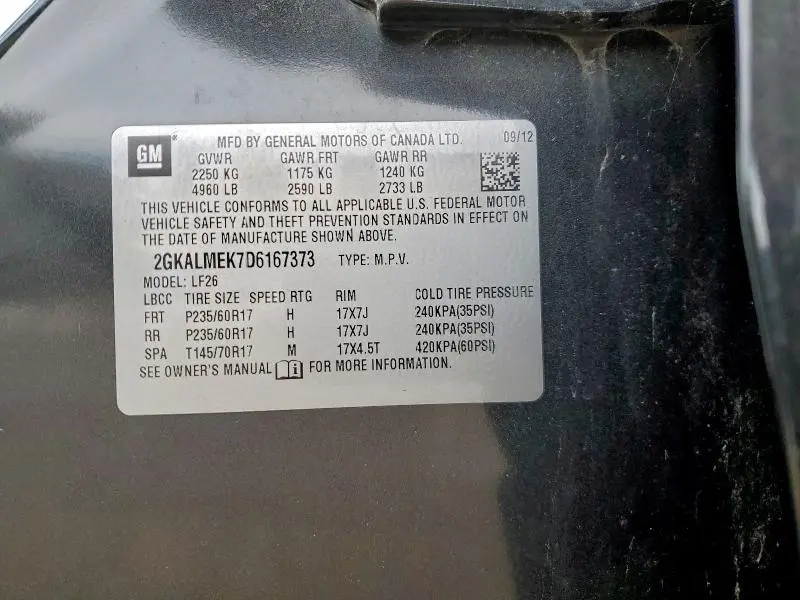 GM® MFD BY GENERAL MOTORS OF CANADA LTD. 09/12
GVWR GAWR FRT GAWR RR
2250 KG 1175 KG 1240 KG
4960 LB 2590 LB 2733 LB
THIS VEHICLE CONFORMS TO ALL APPLICABLE U.S. FEDERAL MOTOR
VEHICLE SAFETY AND THEFT PREVENTION STANDARDS IN EFFECT ON
THE DATE OF MANUFACTURE SHOWN ABOVE.
2GKALMEK7D6167373 TYPE: M.P.V.
MODEL: LF26
LBCC TIRE SIZE SPEED RTG RIM COLD TIRE PRESSURE
FRT P235/60R17 H 17X7J 240KPA(35PSI)
RR P235/60R17 H 17X7J 240KPA(35PSI)
SPA T145/70R17 M 17X4.5T 420KPA(60PSI)
SEE OWNER'S MANUAL FOR MORE INFORMATION.